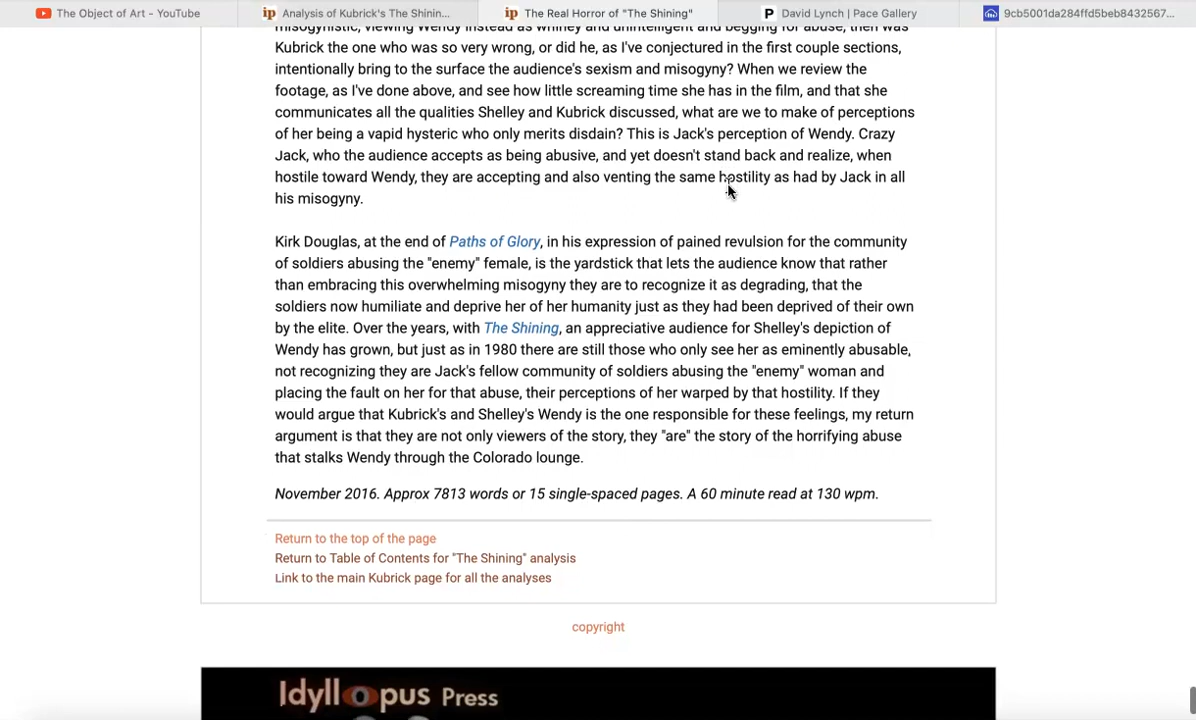 The Object of Art - YouTube
ip Analysis of Kubrick's The Shinin...
ip The Real Horror of "The Shining"
P David Lynch | Pace Gallery
9cb5001da284ffd5beb8432567...
misogynistic, viewing Wendy instead as whiney and unintelligent and begging for abuse, then was
Kubrick the one who was so very wrong, or did he, as I've conjectured in the first couple sections,
intentionally bring to the surface the audience's sexism and misogyny? When we review the
footage, as I've done above, and see how little screaming time she has in the film, and that she
communicates all the qualities Shelley and Kubrick discussed, what are we to make of perceptions
of her being a vapid hysteric who only merits disdain? This is Jack's perception of Wendy. Crazy
Jack, who the audience accepts as being abusive, and yet doesn't stand back and realize, when
hostile toward Wendy, they are accepting and also venting the same hostility as had by Jack in all
his misogyny.
Kirk Douglas, at the end of Paths of Glory, in his expression of pained revulsion for the community
of soldiers abusing the "enemy" female, is the yardstick that lets the audience know that rather
than embracing this overwhelming misogyny they are to recognize it as degrading, that the
soldiers now humiliate and deprive her of her humanity just as they had been deprived of their own
by the elite. Over the years, with The Shining, an appreciative audience for Shelley's depiction of
Wendy has grown, but just as in 1980 there are still those who only see her as eminently abusable,
not recognizing they are Jack's fellow community of soldiers abusing the "enemy" woman and
placing the fault on her for that abuse, their perceptions of her warped by that hostility. If they
would argue that Kubrick's and Shelley's Wendy is the one responsible for these feelings, my return
argument is that they are not only viewers of the story, they "are" the story of the horrifying abuse
that stalks Wendy through the Colorado lounge.
November 2016. Approx 7813 words or 15 single-spaced pages. A 60 minute read at 130 wpm.
Return to the top of the page
Return to Table of Contents for "The Shining" analysis
Link to the main Kubrick page for all the analyses
copyright
Idyllopus Press